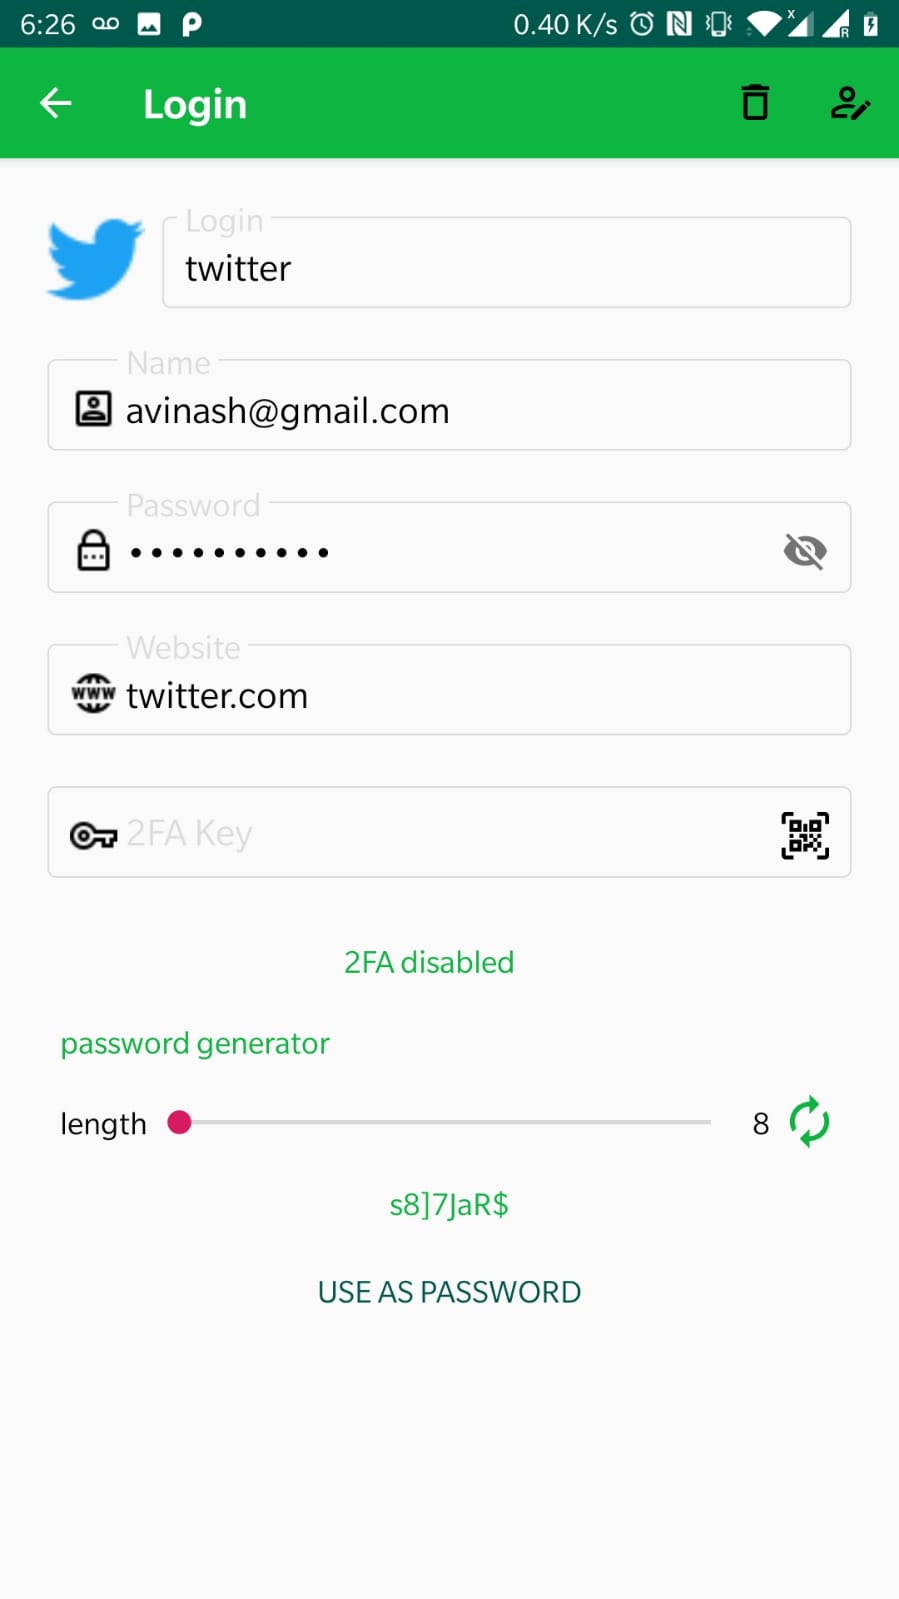 6:26 0.40 K/s x R
Login
Login
twitter
Name
avinash@gmail.com
Password
••••••••••
Website
www twitter.com
2FA Key
2FA disabled
password generator
length 8
s8]7JaR$
USE AS PASSWORD